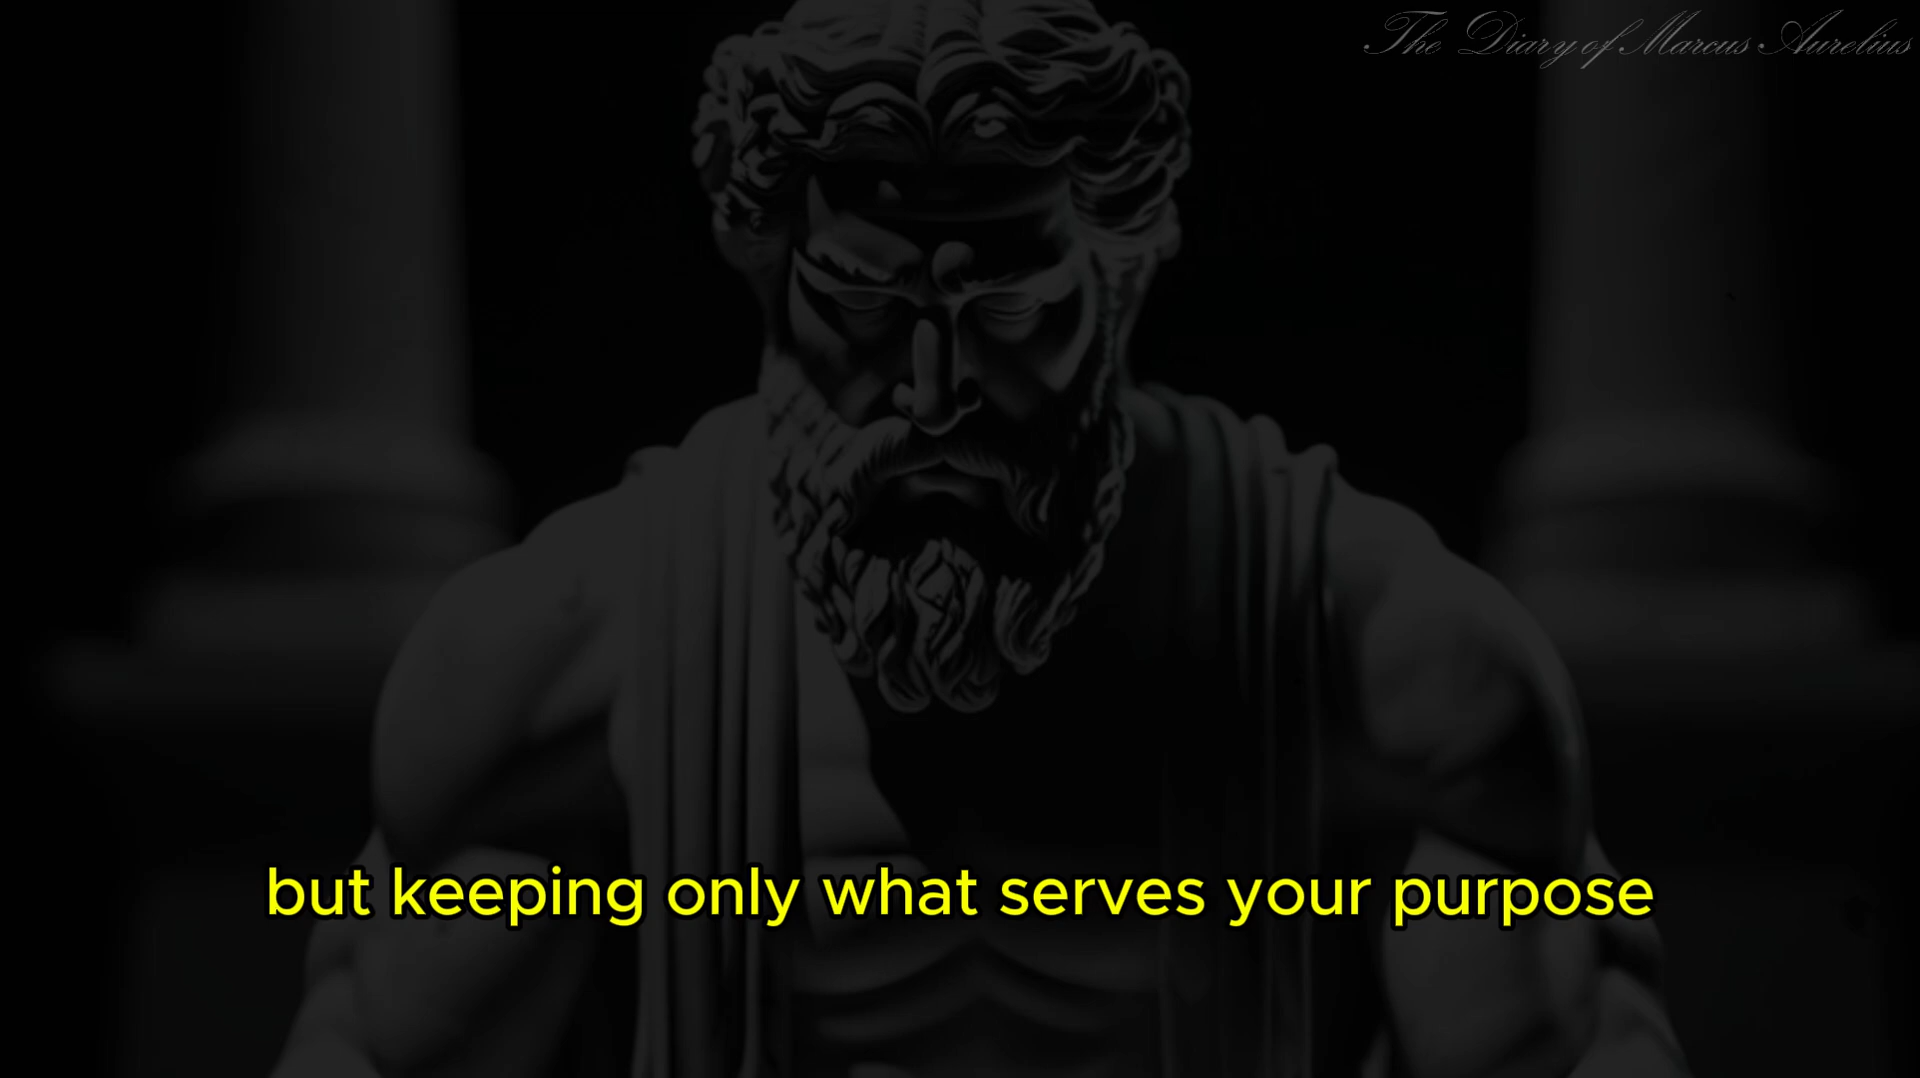 The Diary of Marcus Aurelius
but keeping only what serves your purpose